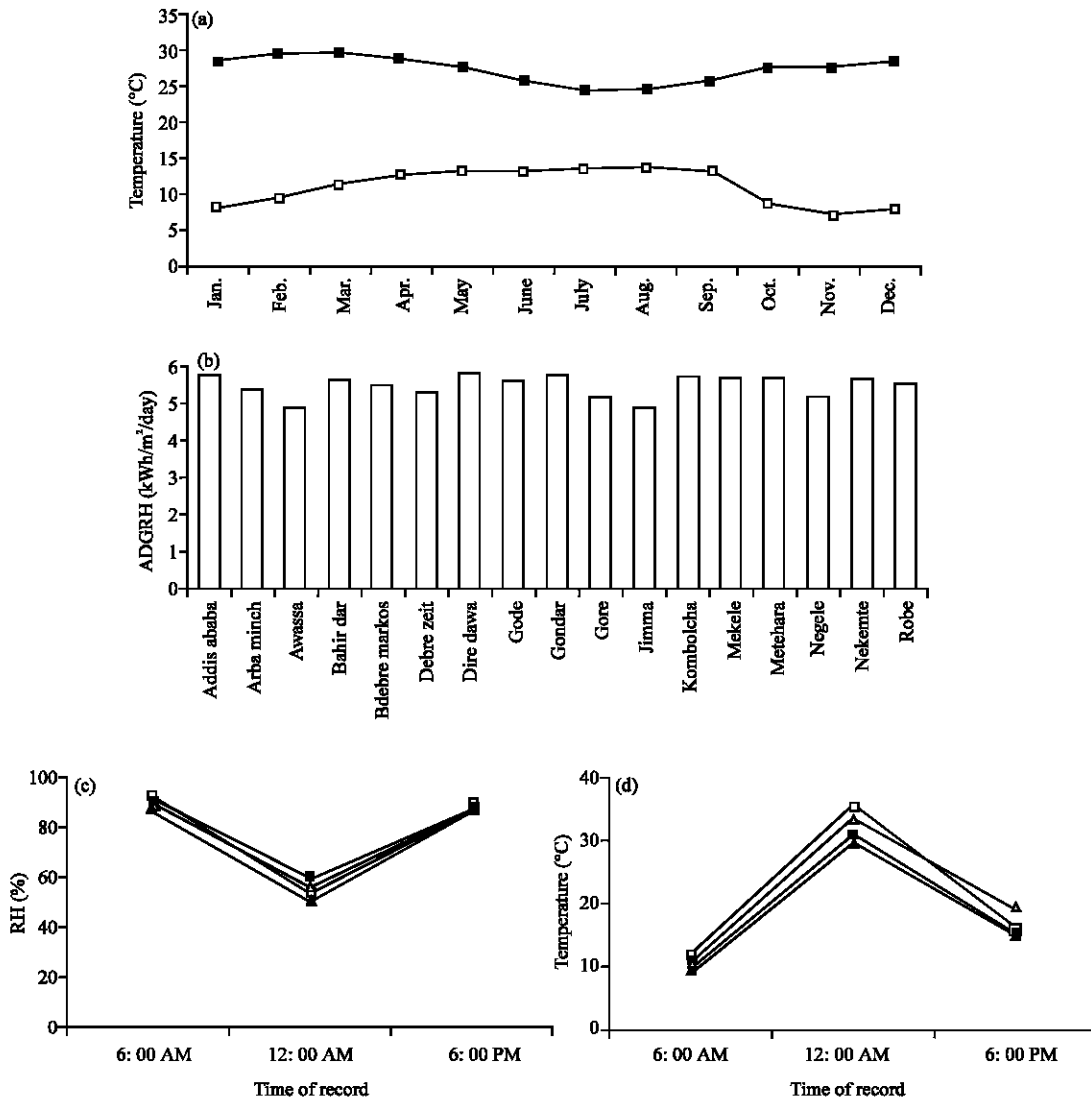 (a)
Temperature (°C)
35
30
25
20
15
10
5
0
Jan.
Feb.
Mar.
Apr.
May
June
July
Aug.
Sep.
Oct.
Nov.
Dec.
(b)
ADGRH (kWh/m²/day)
6
5
4
3
2
1
0
Addis ababa
Arba minch
Awassa
Bahir dar
Bdebre markos
Debre zeit
Dire dawa
Gode
Gondar
Gore
Jimma
Kombolcha
Mekele
Metehara
Negele
Nekemte
Robe
(c)
RH (%)
100
80
60
40
20
0
6: 00 AM 12: 00 AM 6: 00 PM
Time of record
(d)
Temperature (°C)
40
30
20
10
0
6: 00 AM 12: 00 AM 6: 00 PM
Time of record